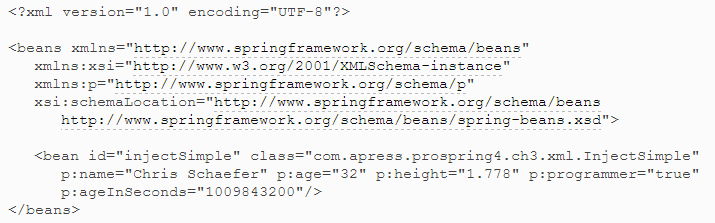 <?xml version="1.0" encoding="UTF-8"?>
<beans xmlns="http://www.springframework.org/schema/beans"
xmlns:xsi="http://www.w3.org/2001/XMLSchema-instance"
xmlns:p="http://www.springframework.org/schema/p"
xsi:schemaLocation="http://www.springframework.org/schema/beans
http://www.springframework.org/schema/beans/spring-beans.xsd">
<bean id="injectSimple" class="com.apress.prospring4.ch3.xml.InjectSimple"
p:name="Chris Schaefer" p:age="32" p:height="1.778" p:programmer="true"
p:ageInSeconds="1009843200"/>
</beans>